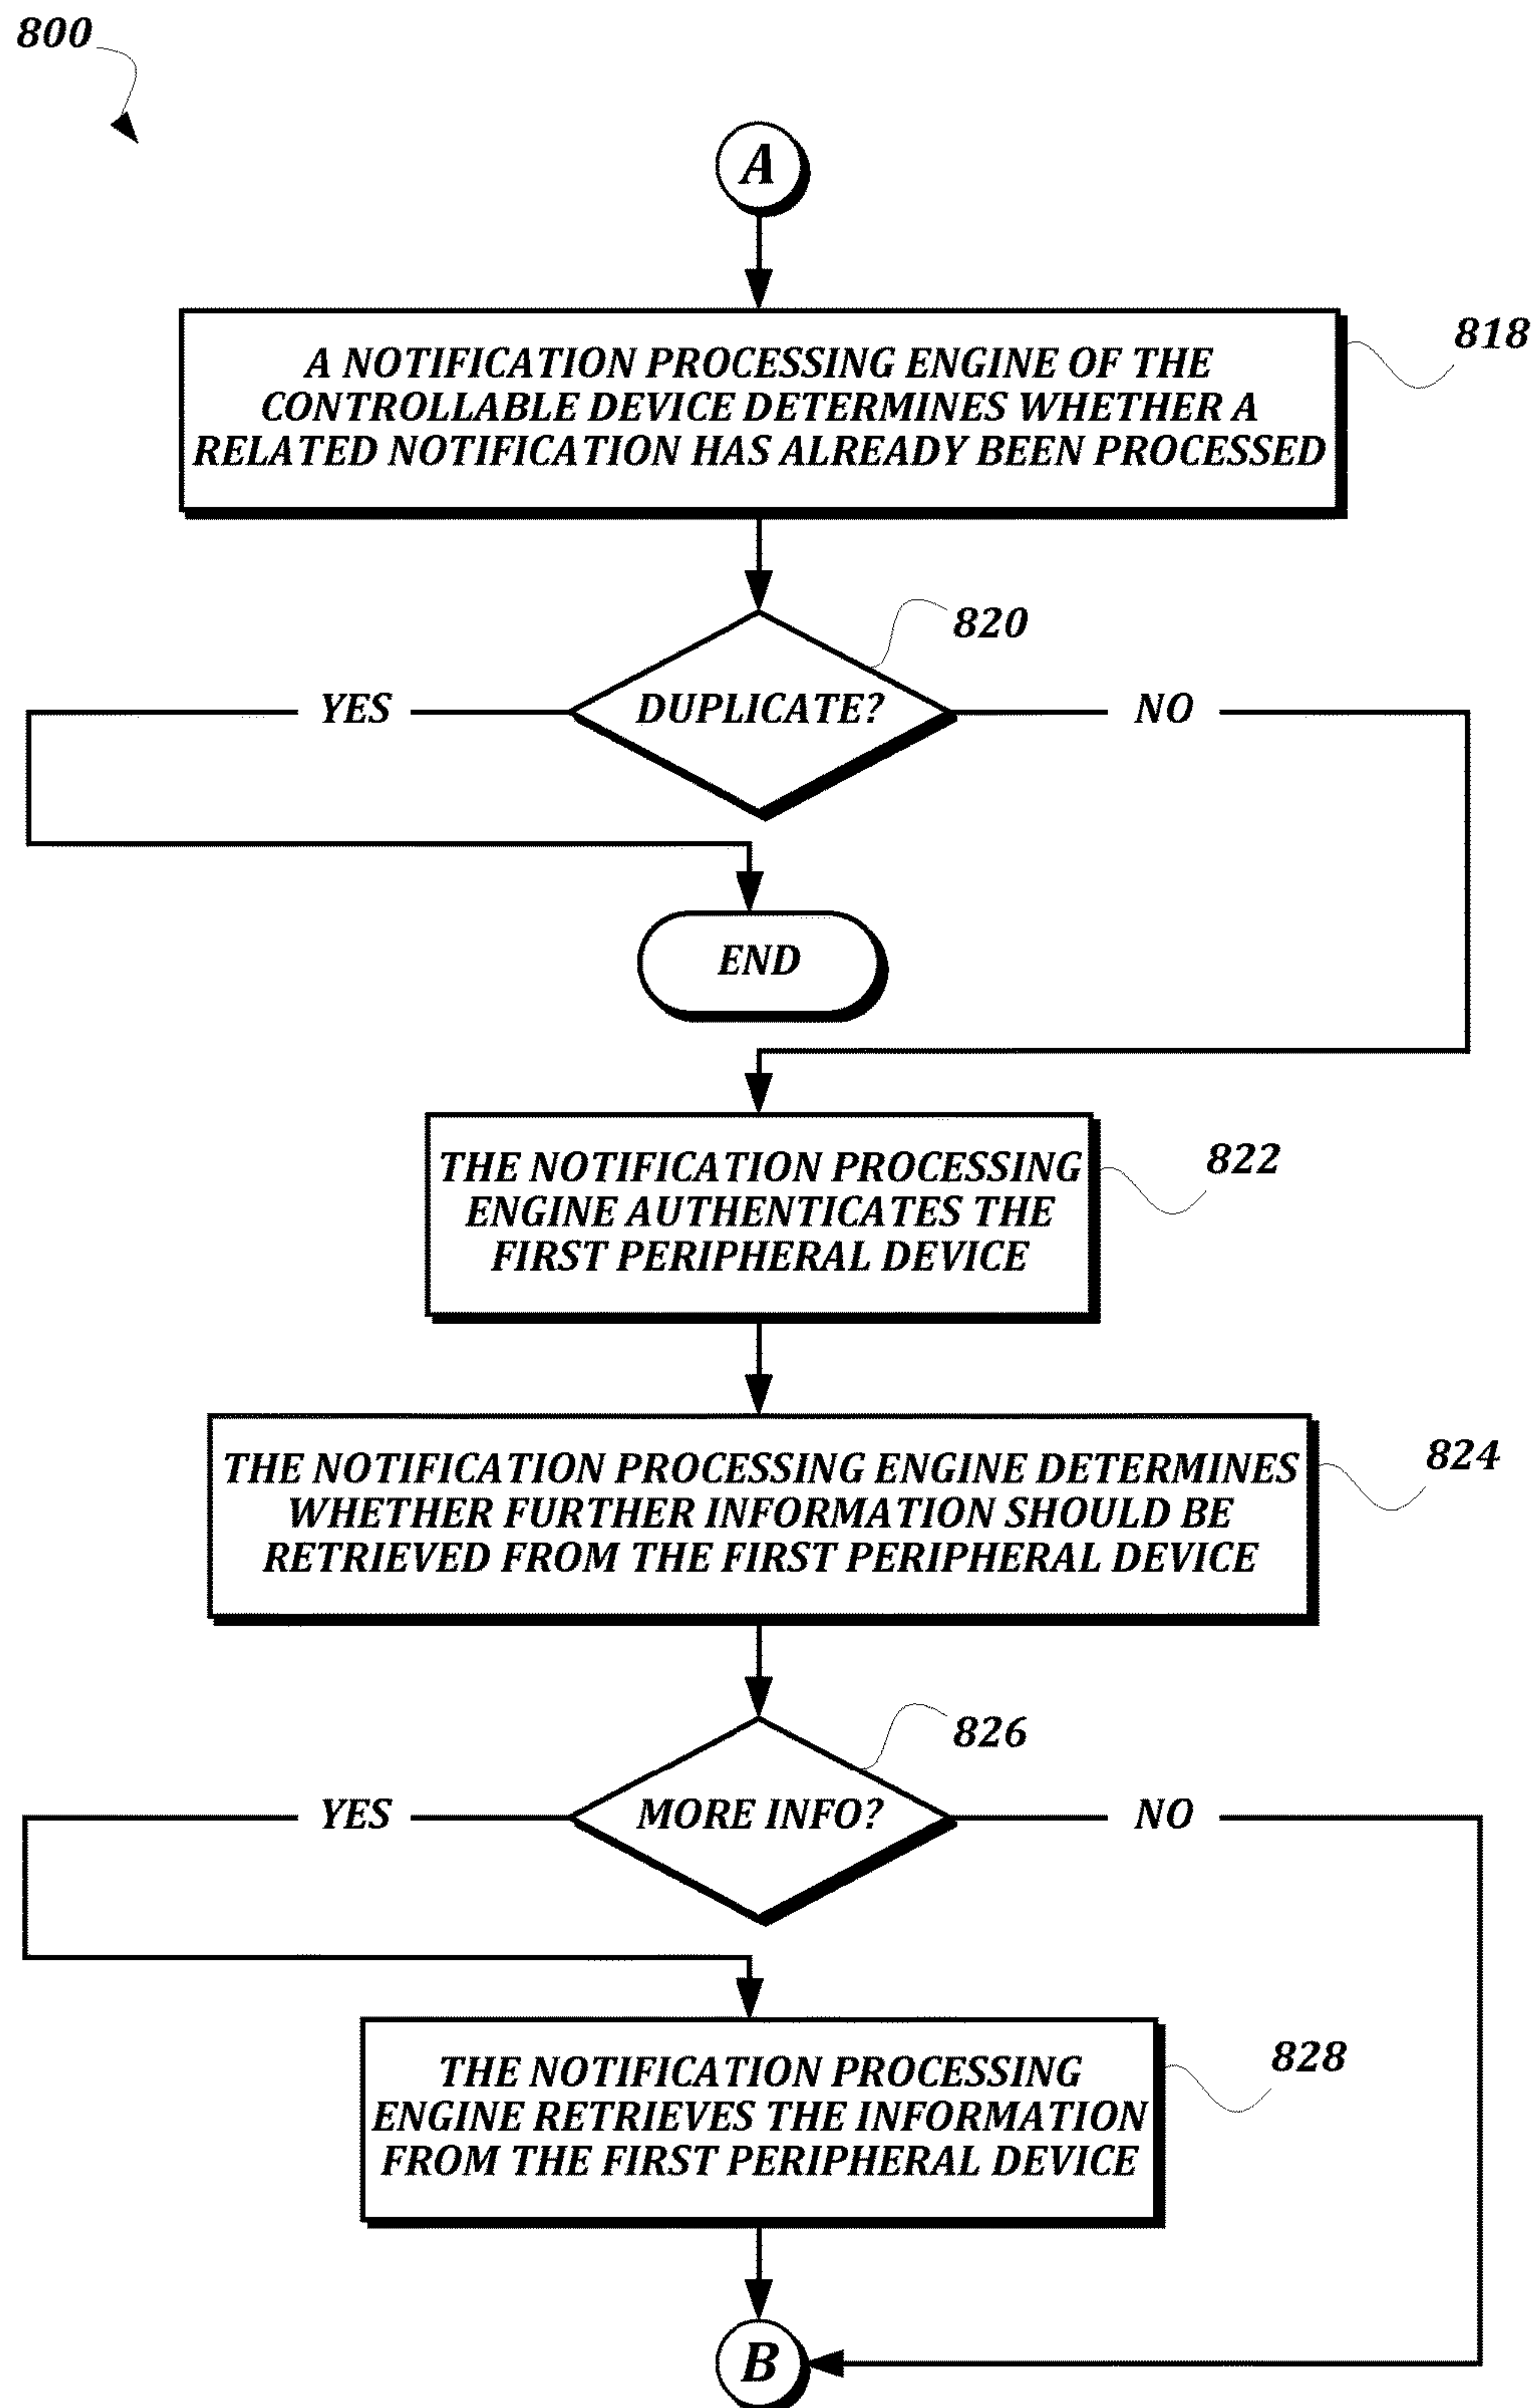 800
A
A NOTIFICATION PROCESSING ENGINE OF THE
CONTROLLABLE DEVICE DETERMINES WHETHER A
RELATED NOTIFICATION HAS ALREADY BEEN PROCESSED
818
820
YES
DUPLICATE?
NO
END
THE NOTIFICATION PROCESSING
ENGINE AUTHENTICATES THE
FIRST PERIPHERAL DEVICE
822
THE NOTIFICATION PROCESSING ENGINE DETERMINES
WHETHER FURTHER INFORMATION SHOULD BE
RETRIEVED FROM THE FIRST PERIPHERAL DEVICE
824
826
YES
MORE INFO?
NO
THE NOTIFICATION PROCESSING
ENGINE RETRIEVES THE INFORMATION
FROM THE FIRST PERIPHERAL DEVICE
828
B